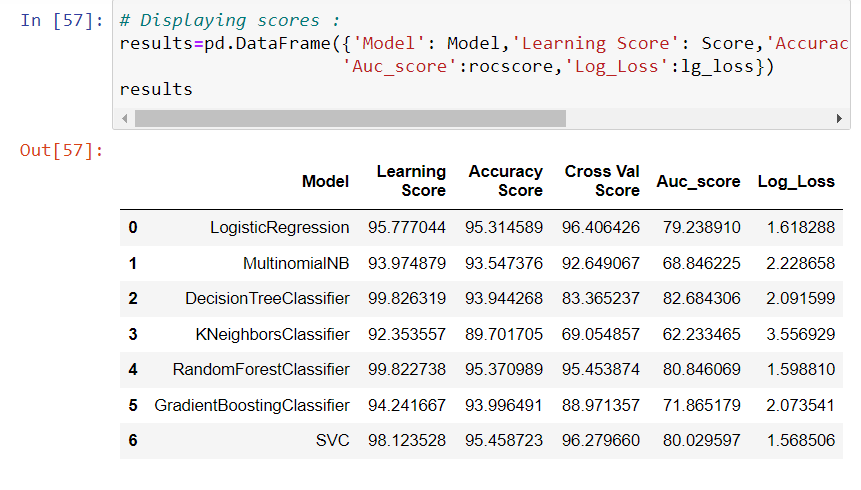 In [57]: # Displaying scores :
results=pd.DataFrame({'Model': Model,'Learning Score': Score,'Accurac
'Auc_score':rocscore,'Log_Loss':lg_loss})
results
Out[57]:
Model Learning Score Accuracy Score Cross Val Score Auc_score Log_Loss
0 LogisticRegression 95.777044 95.314589 96.406426 79.238910 1.618288
1 MultinomialNB 93.974879 93.547376 92.649067 68.846225 2.228658
2 DecisionTreeClassifier 99.826319 93.944268 83.365237 82.684306 2.091599
3 KNeighborsClassifier 92.353557 89.701705 69.054857 62.233465 3.556929
4 RandomForestClassifier 99.822738 95.370989 95.453874 80.846069 1.598810
5 GradientBoostingClassifier 94.241667 93.996491 88.971357 71.865179 2.073541
6 SVC 98.123528 95.458723 96.279660 80.029597 1.568506